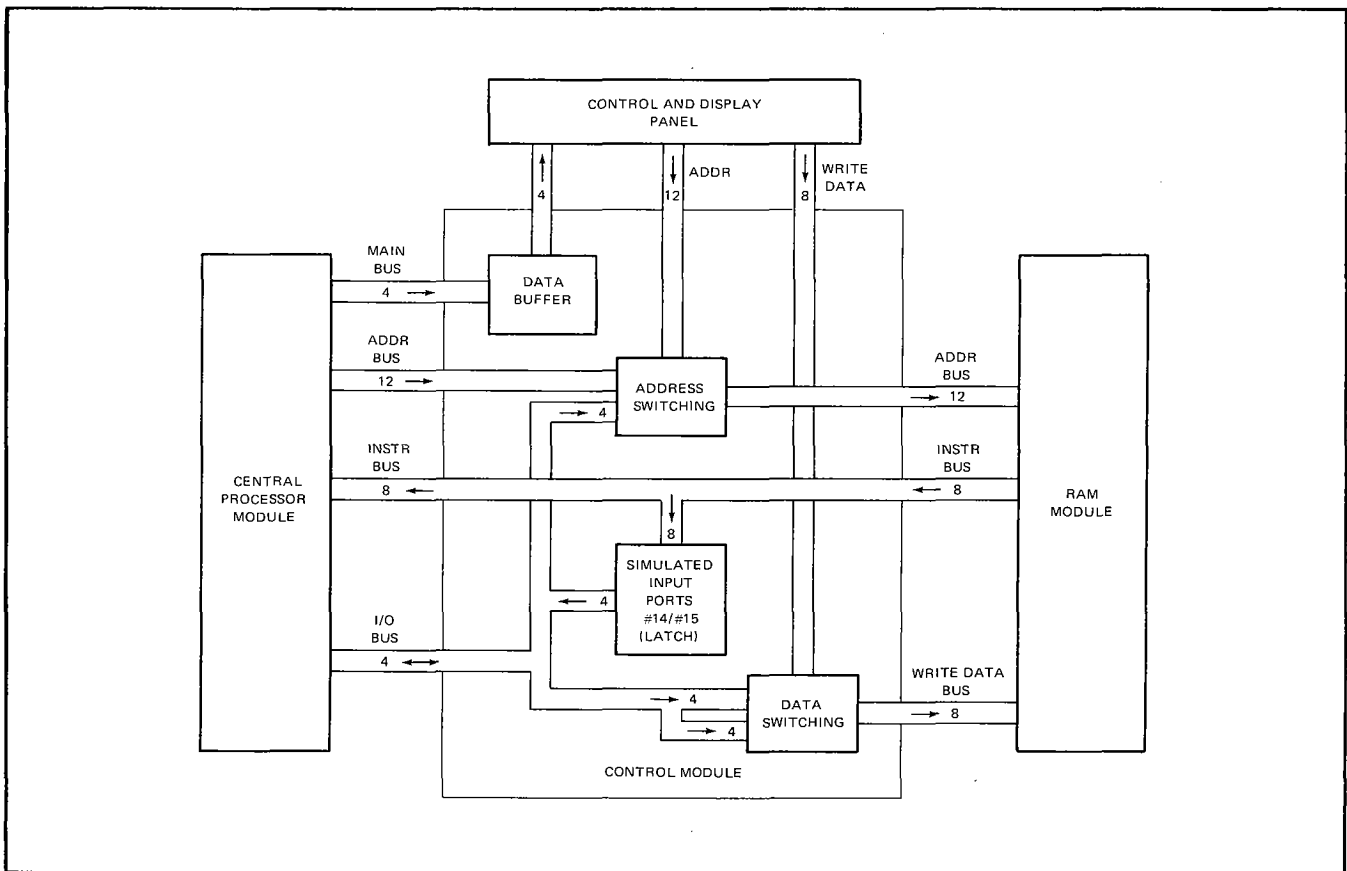 CONTROL AND DISPLAY
PANEL
4
12
ADDR
8
WRITE
DATA
MAIN
BUS
4
DATA
BUFFER
ADDR
BUS
12
4
ADDRESS
SWITCHING
ADDR
BUS
12
INSTR
BUS
8
8
INSTR
BUS
8
CENTRAL
PROCESSOR
MODULE
RAM
MODULE
SIMULATED
INPUT
PORTS
#14/#15
(LATCH)
4
I/O
BUS
4
4
4
DATA
SWITCHING
WRITE DATA
BUS
8
CONTROL MODULE